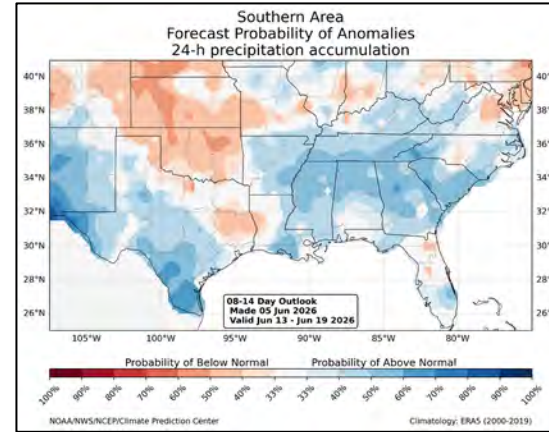 Southern Area
Forecast Probability of Anomalies
24-h precipitation accumulation
40°N
40°N
38°N
38°N
36°N
36°N
34°N
34°N
32°N
32°N
30°N
30°N
28°N
28°N
26°N
26°N
08-14 Day Outlook
Made 05 Jun 2026
Valid Jun 13 - Jun 19 2026
105°W 100°W 95°W 90°W 85°W 80°W
Probability of Below Normal Probability of Above Normal
100% 90% 80% 70% 60% 50% 40% 33% 33% 40% 50% 60% 70% 80% 90% 100%
NOAA/NWS/NCEP/Climate Prediction Center Climatology: ERA5 (2000-2019)